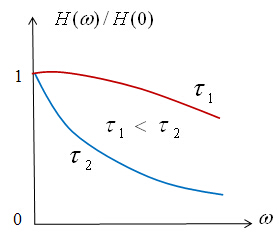 H(ω)/H(0)
1
τ₁
τ₁ < τ₂
τ₂
0
ω